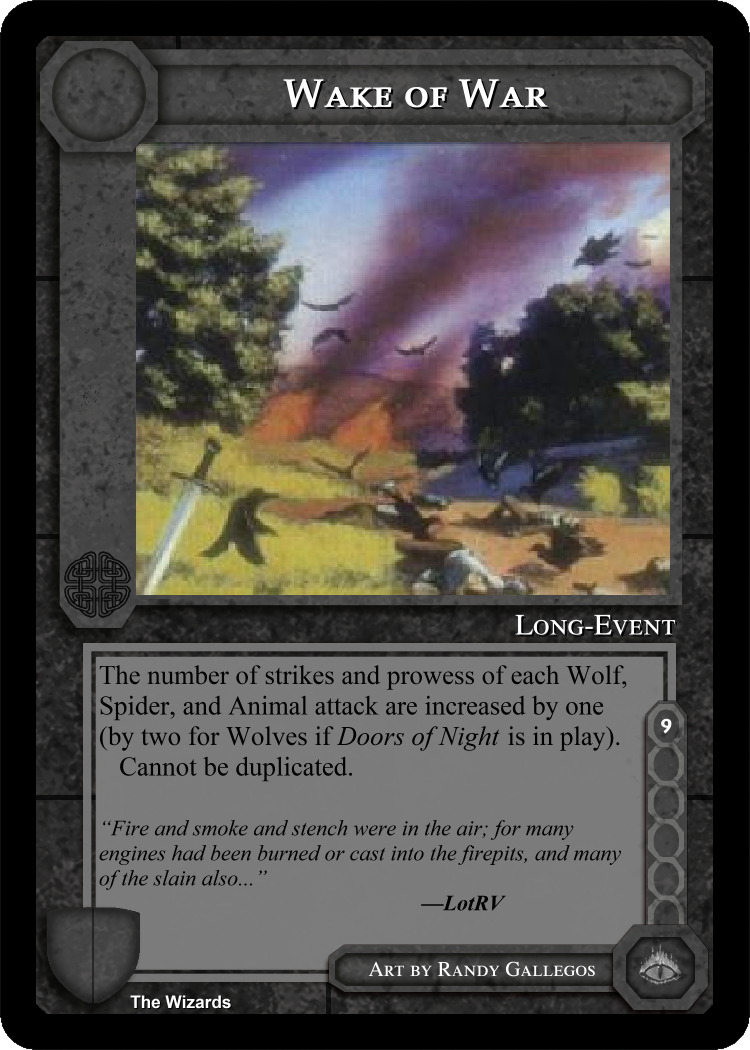 Wake of War
Long-Event
The number of strikes and prowess of each Wolf,
Spider, and Animal attack are increased by one
(by two for Wolves if Doors of Night is in play).
Cannot be duplicated.
9
“Fire and smoke and stench were in the air; for many
engines had been burned or cast into the firepits, and many
of the slain also...”
—LotRV
Art by Randy Gallegos
The Wizards